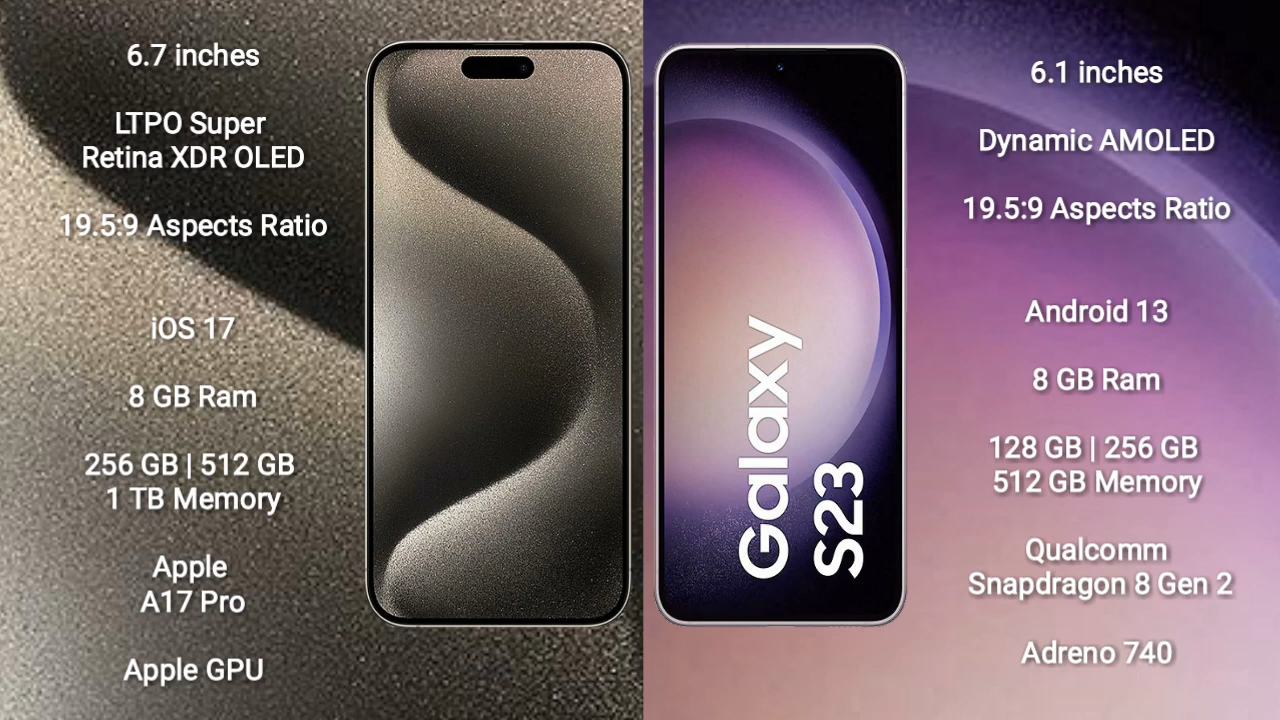 6.7 inches
LTPO Super
Retina XDR OLED
19.5:9 Aspects Ratio
iOS 17
8 GB Ram
256 GB | 512 GB
1 TB Memory
Apple
A17 Pro
Apple GPU
Galaxy
S23
6.1 inches
Dynamic AMOLED
19.5:9 Aspects Ratio
Android 13
8 GB Ram
128 GB | 256 GB
512 GB Memory
Qualcomm
Snapdragon 8 Gen 2
Adreno 740